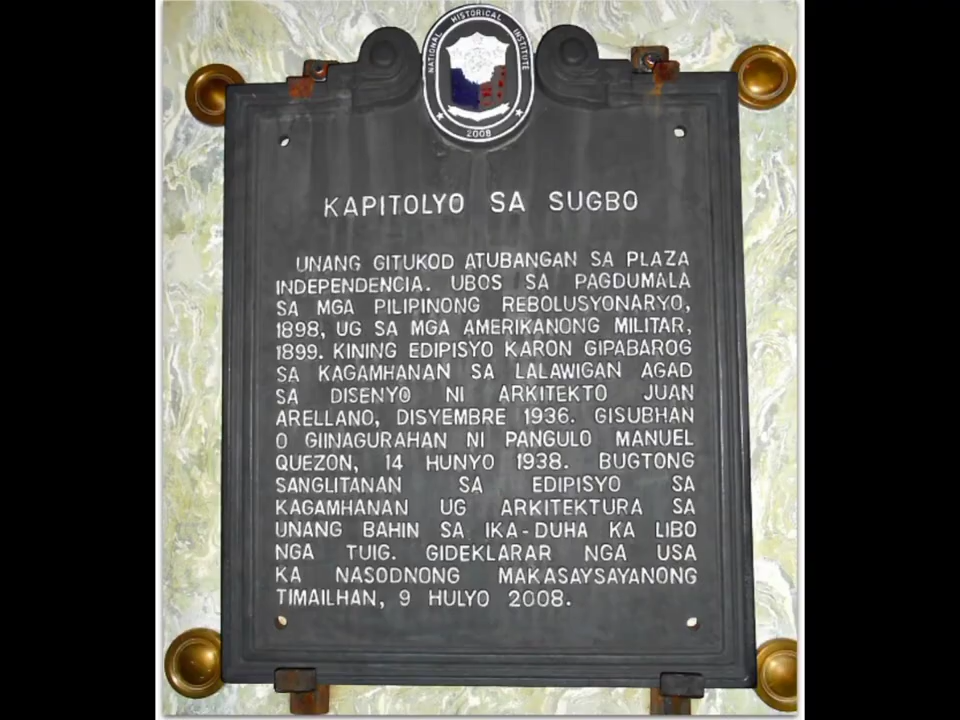 NATIONAL HISTORICAL INSTITUTE
2008
KAPITOLYO SA SUGBO
UNANG GITUKOD ATUBANGAN SA PLAZA
INDEPENDENCIA. UBOS SA PAGDUMALA
SA MGA PILIPINONG REBOLUSYONARYO,
1898, UG SA MGA AMERIKANONG MILITAR,
1899. KINING EDIPISYO KARON GIPABAROG
SA KAGAMHANAN SA LALAWIGAN AGAD
SA DISENYO NI ARKITEKTO JUAN
ARELLANO, DISYEMBRE 1936. GISUBHAN
O GIINAGURAHAN NI PANGULO MANUEL
QUEZON, 14 HUNYO 1938. BUGTONG
SANGLITANAN SA EDIPISYO SA
KAGAMHANAN UG ARKITEKTURA SA
UNANG BAHIN SA IKA-DUHA KA LIBO
NGA TUIG. GIDEKLARAR NGA USA
KA NASODNONG MAKASAYSAYANONG
TIMAILHAN, 9 HULYO 2008.